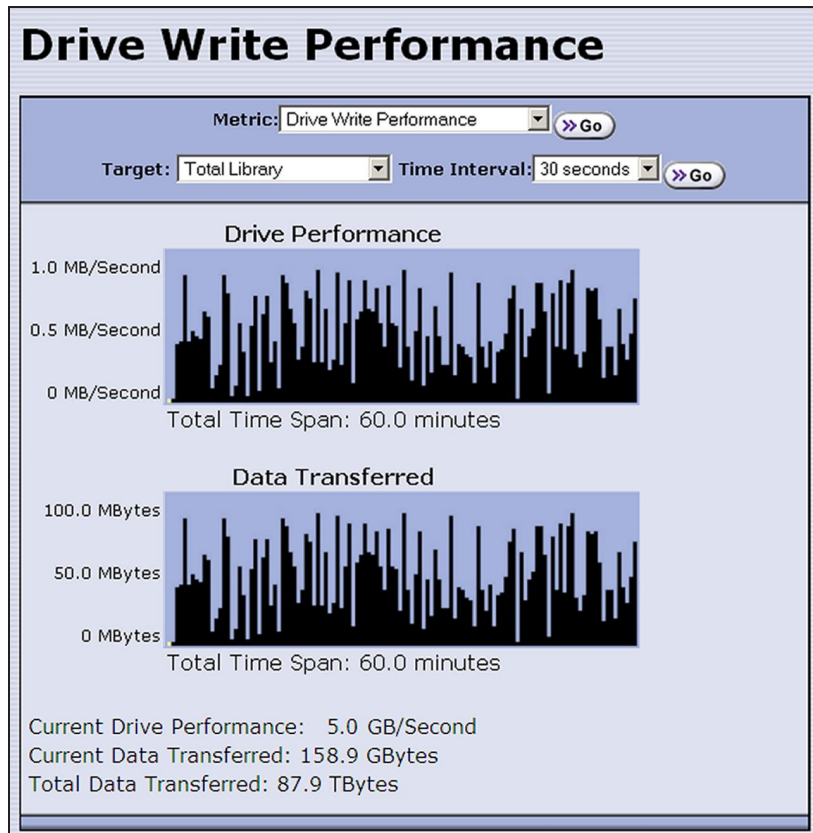 Drive Write Performance
Metric: Drive Write Performance >> Go
Target: Total Library Time Interval: 30 seconds >> Go
Drive Performance
1.0 MB/Second
0.5 MB/Second
0 MB/Second
Total Time Span: 60.0 minutes
Data Transferred
100.0 MBytes
50.0 MBytes
0 MBytes
Total Time Span: 60.0 minutes
Current Drive Performance: 5.0 GB/Second
Current Data Transferred: 158.9 GBytes
Total Data Transferred: 87.9 TBytes